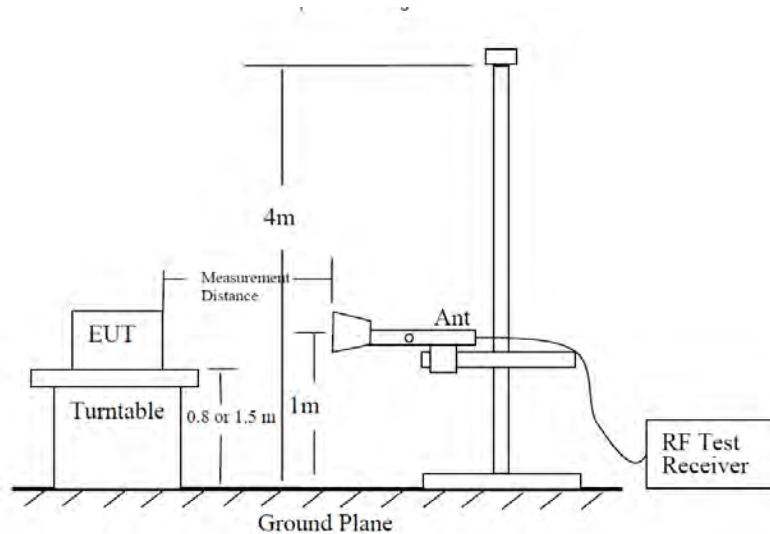 4m
Measurement
Distance
Ant
EUT
Turntable
0.8 or 1.5 m
1m
RF Test
Receiver
Ground Plane